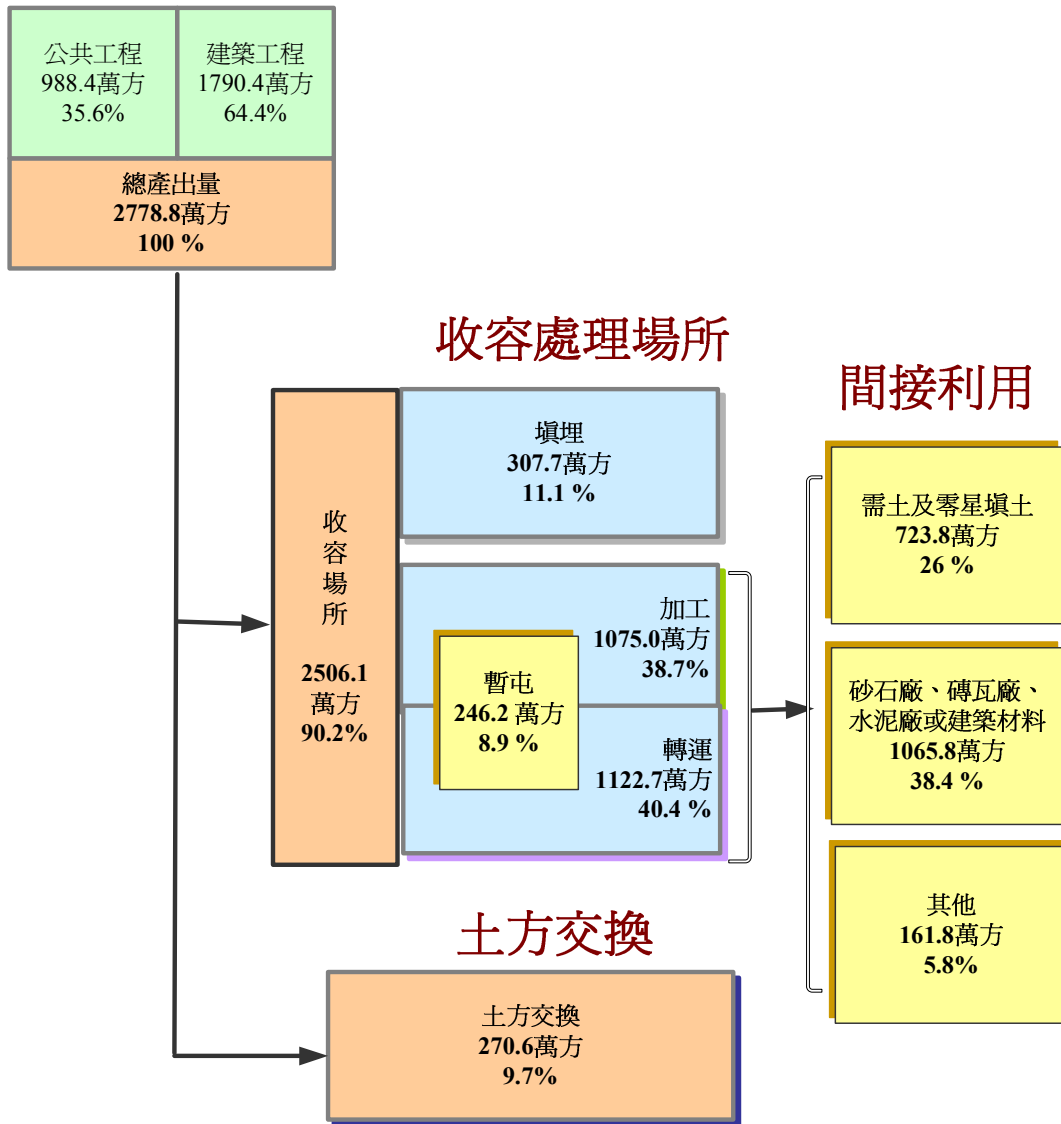 公共工程
988.4萬方
35.6%
建築工程
1790.4萬方
64.4%
總產出量
2778.8萬方
100 %
收容處理場所
收
容
場
所
2506.1
萬方
90.2%
填埋
307.7萬方
11.1 %
加工
1075.0萬方
38.7%
暫屯
246.2 萬方
8.9 %
轉運
1122.7萬方
40.4 %
間接利用
需土及零星填土
723.8萬方
26 %
砂石廠、磚瓦廠、
水泥廠或建築材料
1065.8萬方
38.4 %
其他
161.8萬方
5.8%
土方交換
土方交換
270.6萬方
9.7%